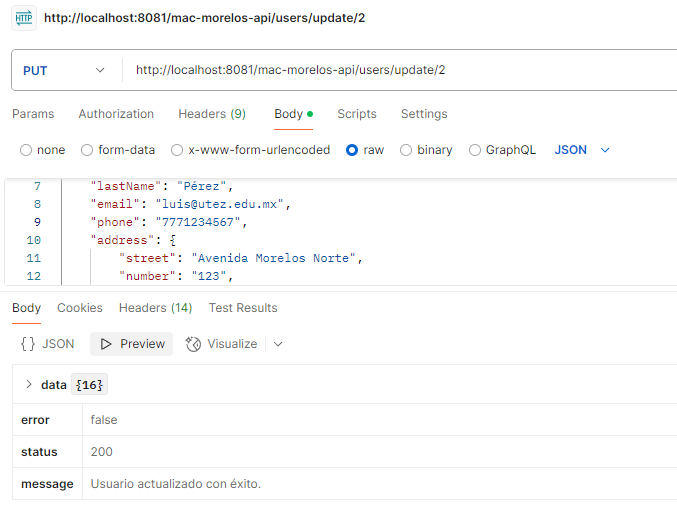 HTTP http://localhost:8081/mac-morelos-api/users/update/2
PUT http://localhost:8081/mac-morelos-api/users/update/2
Params Authorization Headers (9) Body Scripts Settings
none form-data x-www-form-urlencoded raw binary GraphQL JSON
7 "lastName": "Pérez",
8 "email": "luis@utez.edu.mx",
9 "phone": "7771234567",
10 "address": {
11 "street": "Avenida Morelos Norte",
12 "number": "123",
Body Cookies Headers (14) Test Results
{} JSON Preview Visualize
data {16}
error false
status 200
message Usuario actualizado con éxito.